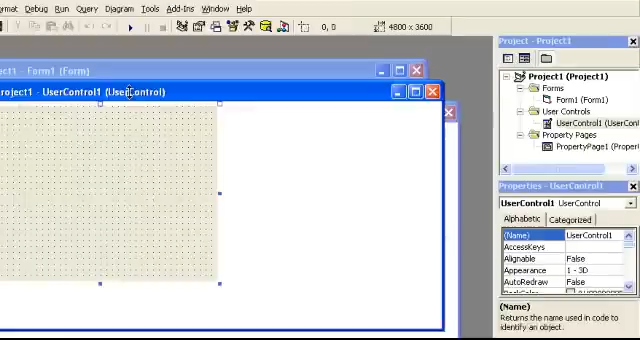 ormat Debug Run Query Diagram Tools Add-Ins Window Help
0, 0 4800 x 3600
Project - Project1
ect1 - Form1 (Form)
Project1 (Project1)
Forms
roject1 - UserControl1 (UserControl)
Form1 (Form1)
User Controls
UserControl1 (UserCon
Property Pages
PropertyPage1 (Proper
Properties - UserControl1
UserControl1 UserControl
Alphabetic Categorized
(Name) UserControl1
AccessKeys
Alignable False
Appearance 1 - 3D
AutoRedraw False
(Name)
Returns the name used in code to
identify an object.